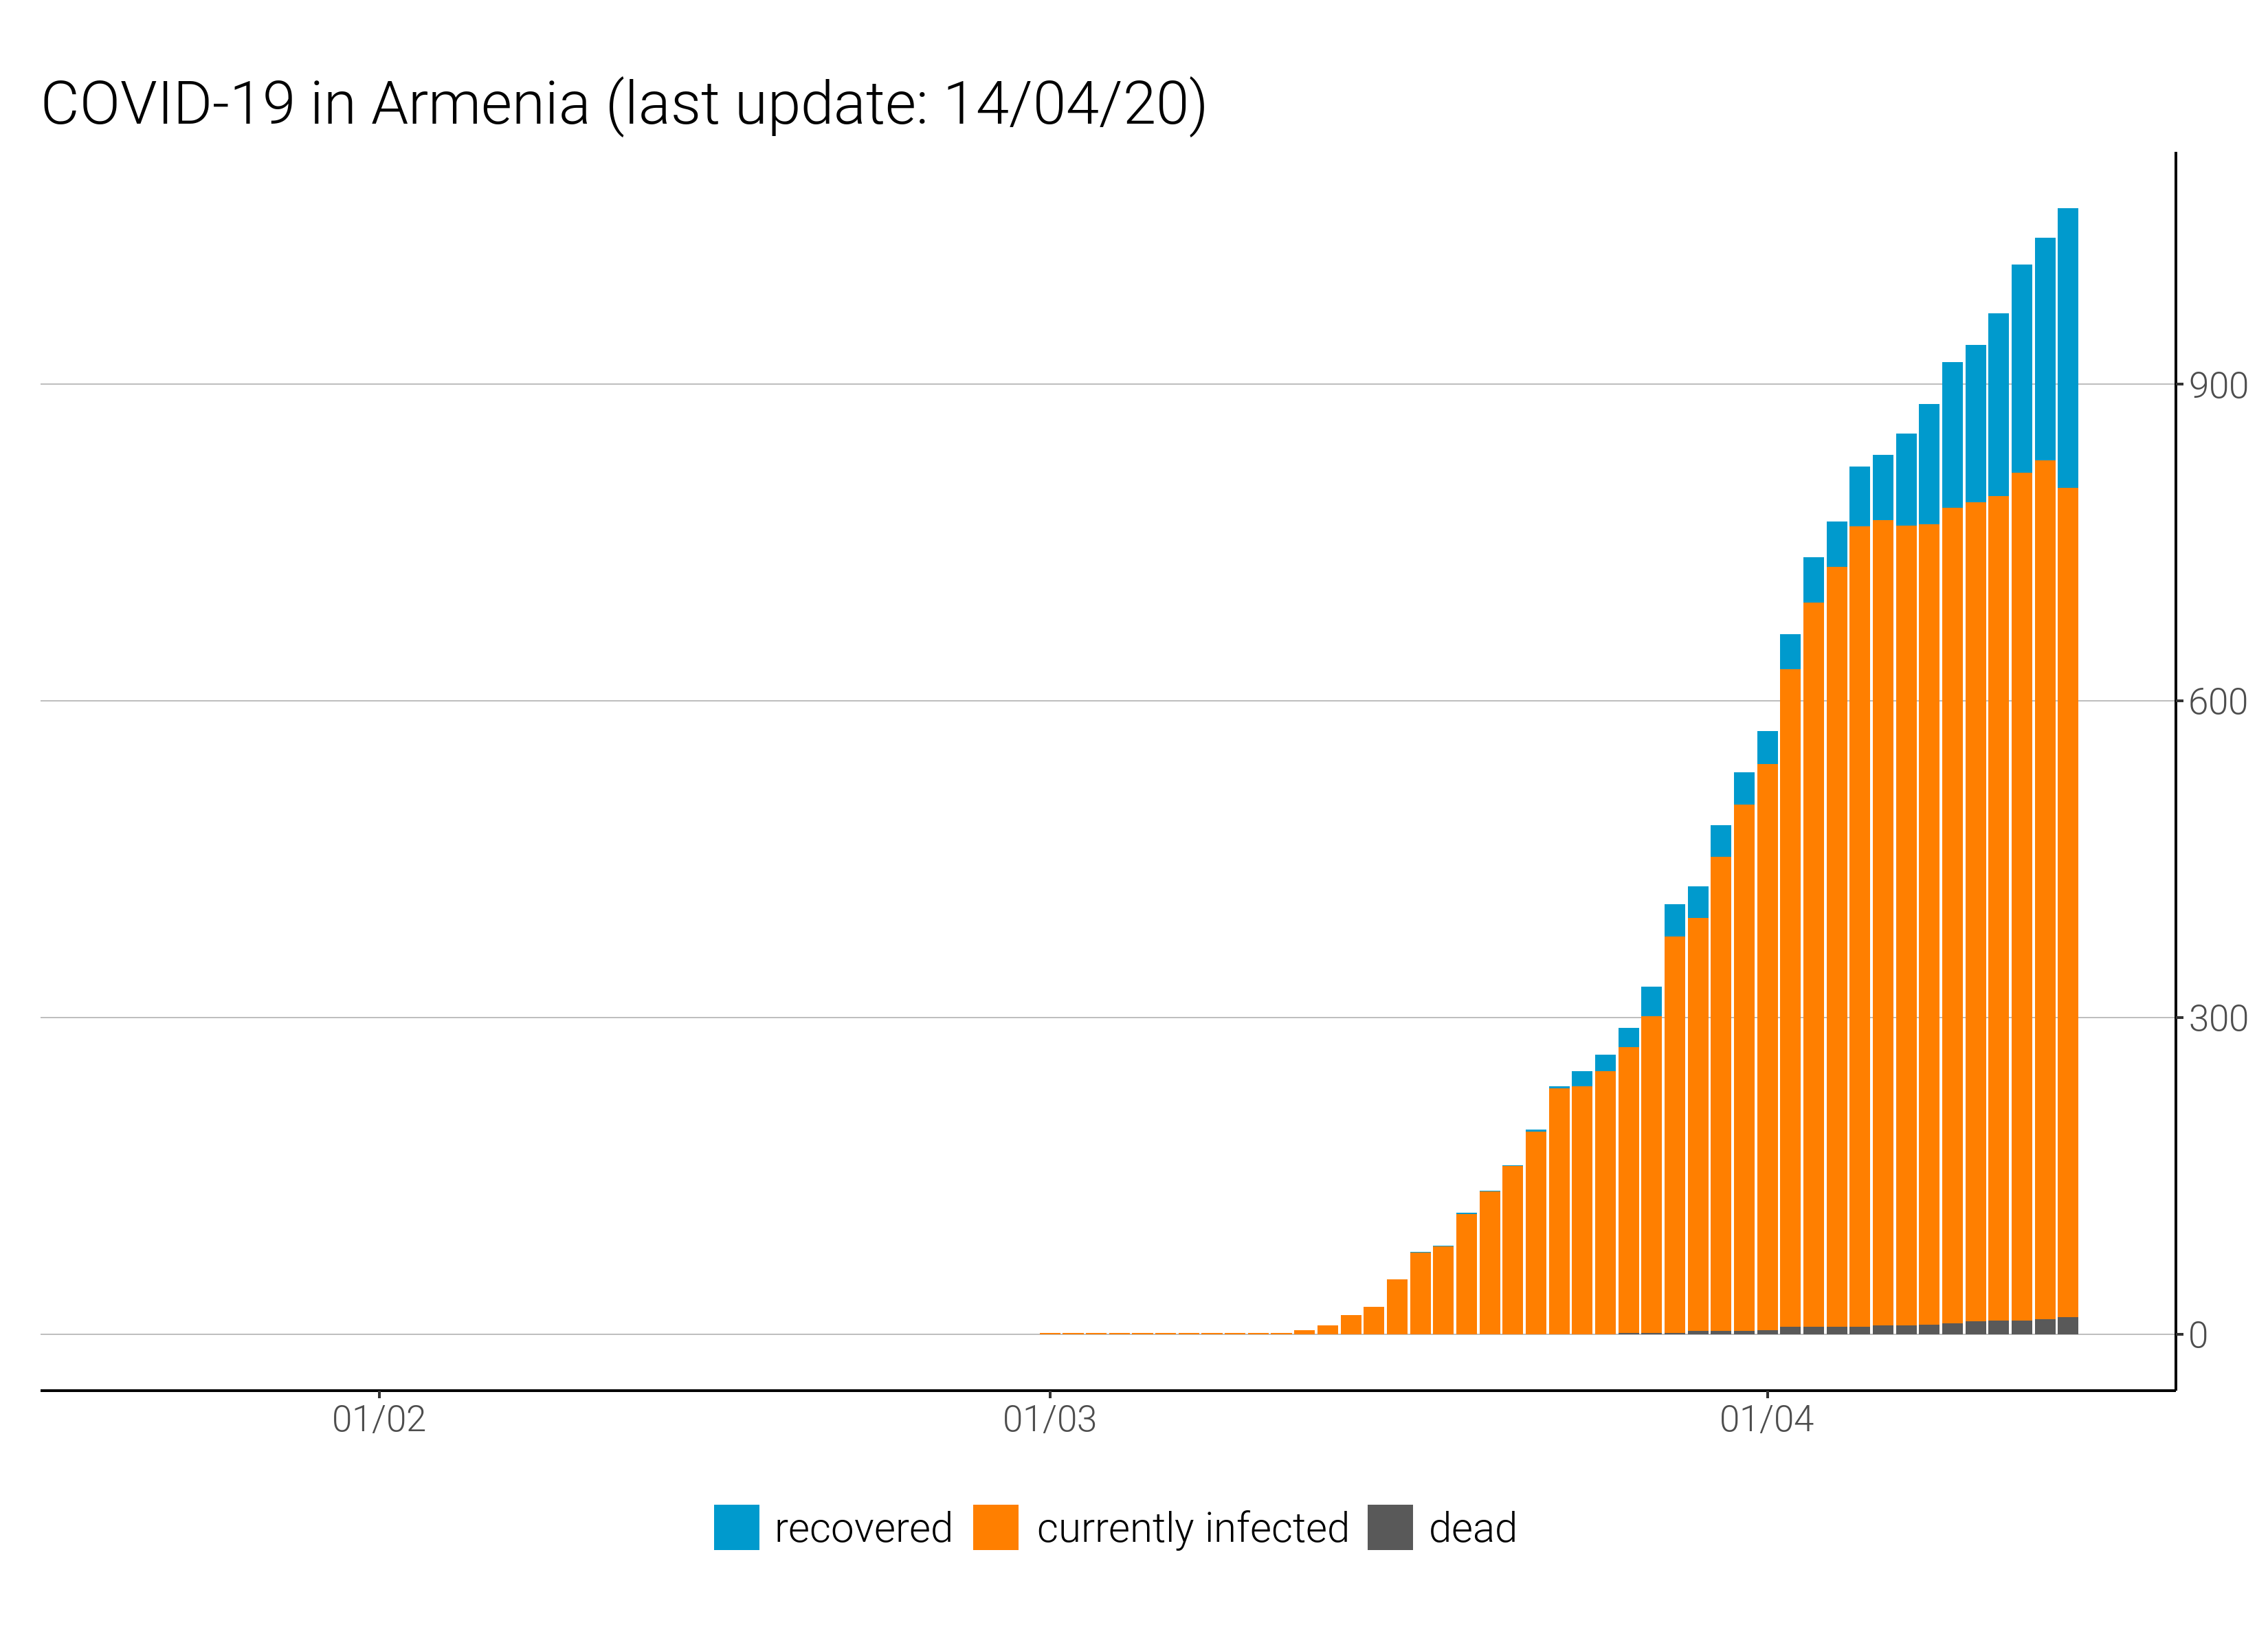 COVID-19 in Armenia (last update: 14/04/20)
900
600
300
0
01/02 01/03 01/04
recovered currently infected dead